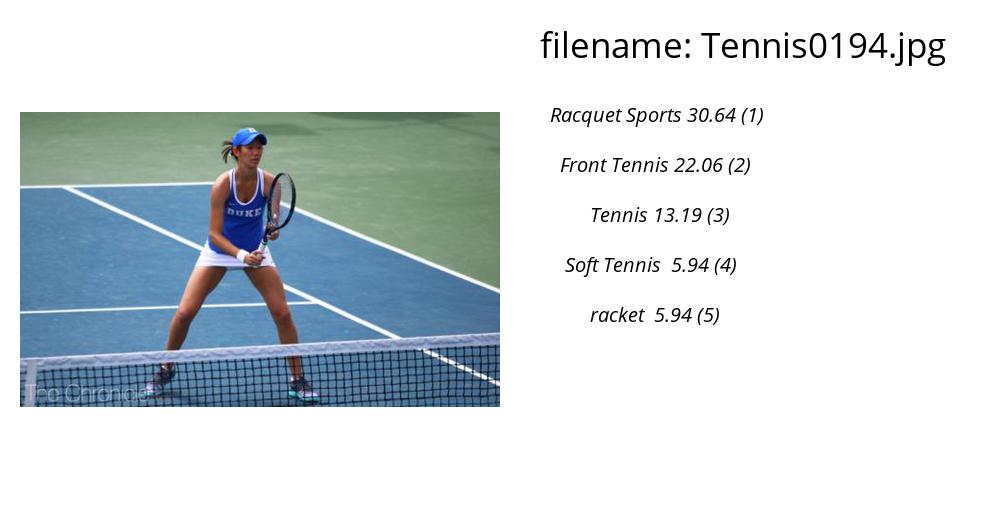 filename: Tennis0194.jpg
Racquet Sports 30.64 (1)
Front Tennis 22.06 (2)
Tennis 13.19 (3)
Soft Tennis 5.94 (4)
racket 5.94 (5)
DUKE
The Chronicle